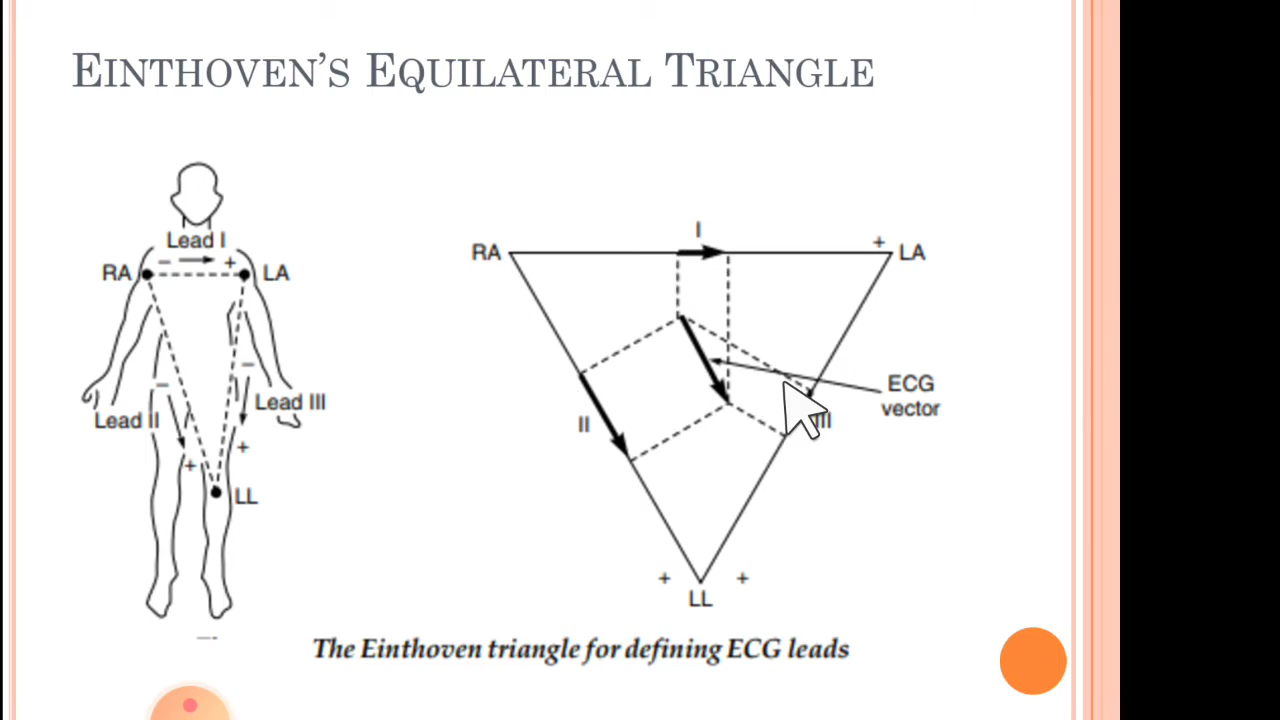 EINTHOVEN'S EQUILATERAL TRIANGLE
Lead I
− +
RA LA
−
−
Lead II
Lead III
+
+
LL
I
+
RA LA
ECG
vector
II
III
+ +
LL
The Einthoven triangle for defining ECG leads